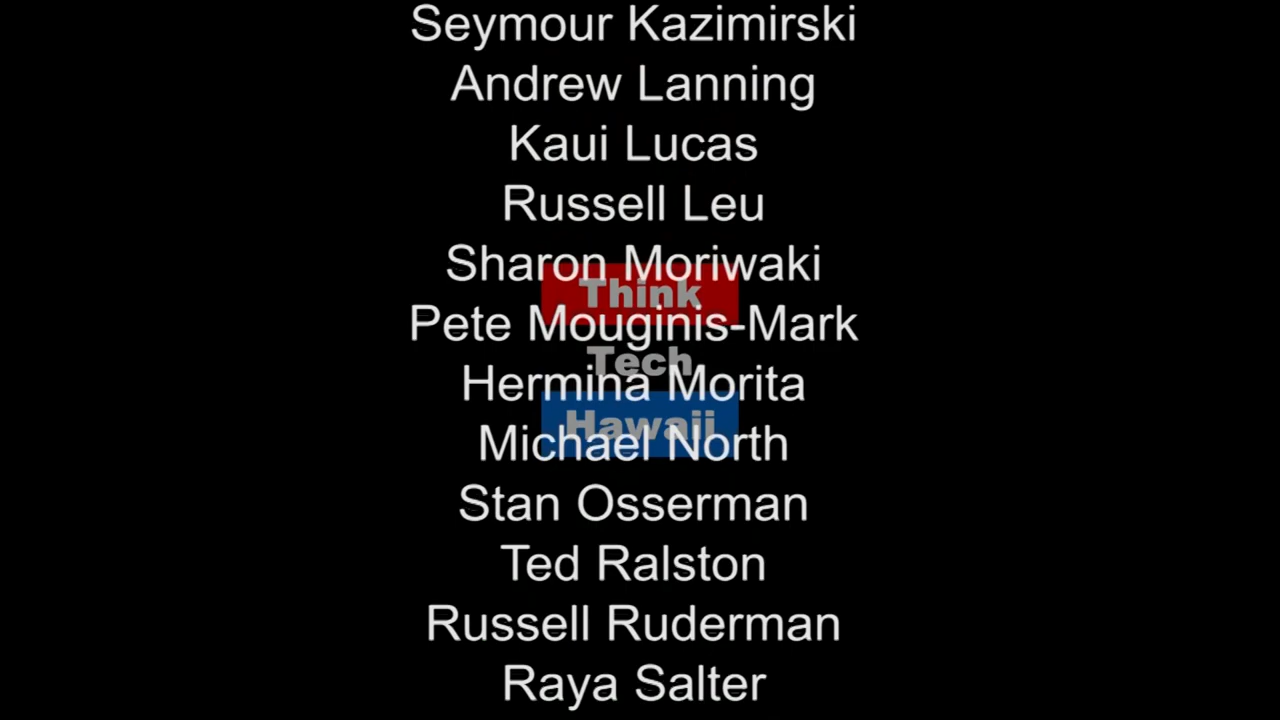 Seymour Kazimirski
Andrew Lanning
Kaui Lucas
Russell Leu
Sharon Moriwaki
Think
Pete Mouginis-Mark
Tech
Hermina Morita
Hawaii
Michael North
Stan Osserman
Ted Ralston
Russell Ruderman
Raya Salter